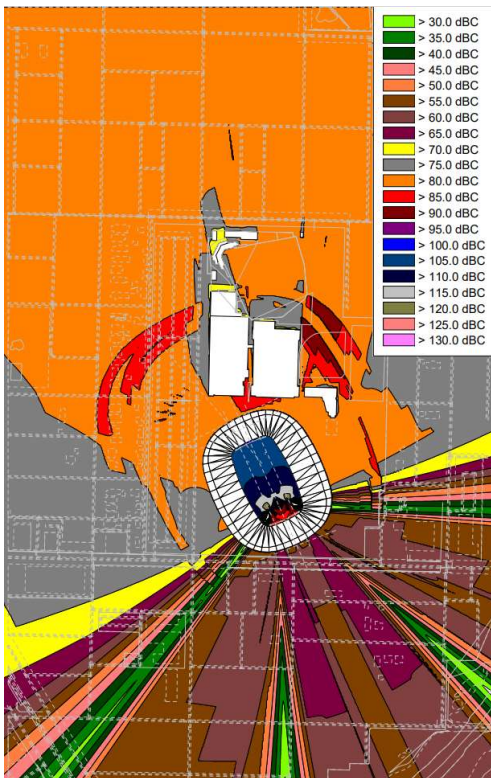 > 30.0 dBC
> 35.0 dBC
> 40.0 dBC
> 45.0 dBC
> 50.0 dBC
> 55.0 dBC
> 60.0 dBC
> 65.0 dBC
> 70.0 dBC
> 75.0 dBC
> 80.0 dBC
> 85.0 dBC
> 90.0 dBC
> 95.0 dBC
> 100.0 dBC
> 105.0 dBC
> 110.0 dBC
> 115.0 dBC
> 120.0 dBC
> 125.0 dBC
> 130.0 dBC